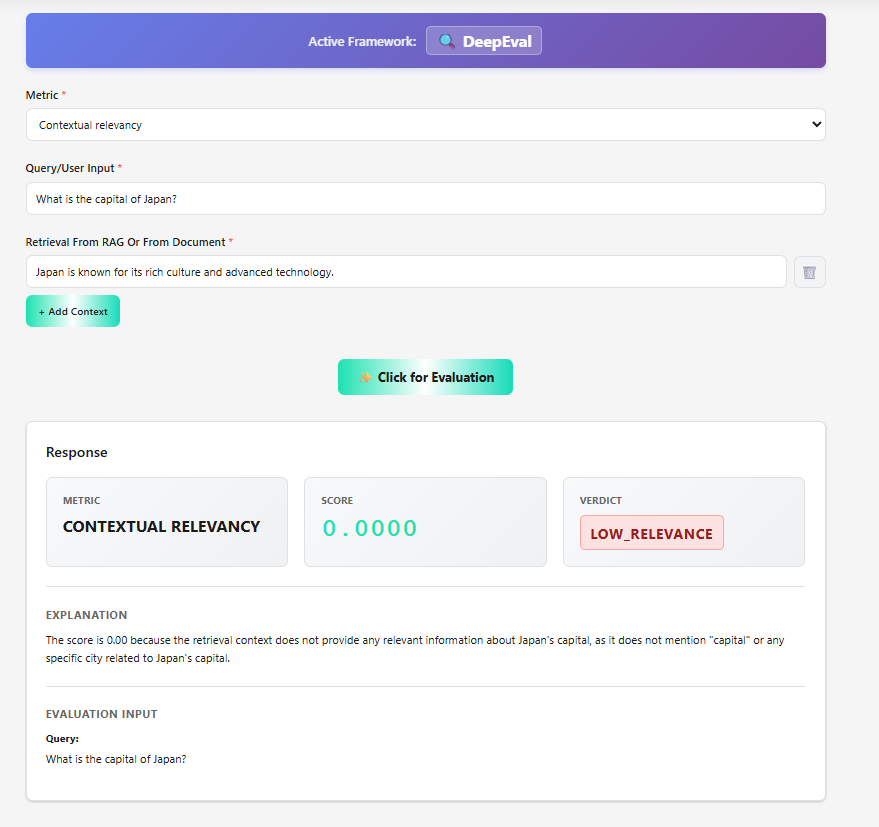 Active Framework: 🔍 DeepEval
Metric *
Contextual relevancy
Query/User Input *
What is the capital of Japan?
Retrieval From RAG Or From Document *
Japan is known for its rich culture and advanced technology.
+ Add Context
✨ Click for Evaluation
Response
METRIC
CONTEXTUAL RELEVANCY
SCORE
0.0000
VERDICT
LOW_RELEVANCE
EXPLANATION
The score is 0.00 because the retrieval context does not provide any relevant information about Japan's capital, as it does not mention "capital" or any
specific city related to Japan's capital.
EVALUATION INPUT
Query:
What is the capital of Japan?